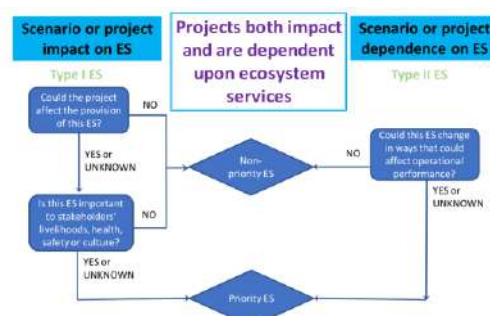 Scenario or project
impact on ES
Projects both impact
and are dependent
upon ecosystem
services
Scenario or project
dependence on ES
Type I ES
Type II ES
Could the project
affect the provision
of this ES?
NO
YES or
UNKNOWN
Is this ES important
to stakeholders'
livelihoods, health,
safety or culture?
NO
YES or
UNKNOWN
Non-
priority ES
Priority ES
NO
Could this ES change
in ways that could
affect operational
performance?
YES or
UNKNOWN